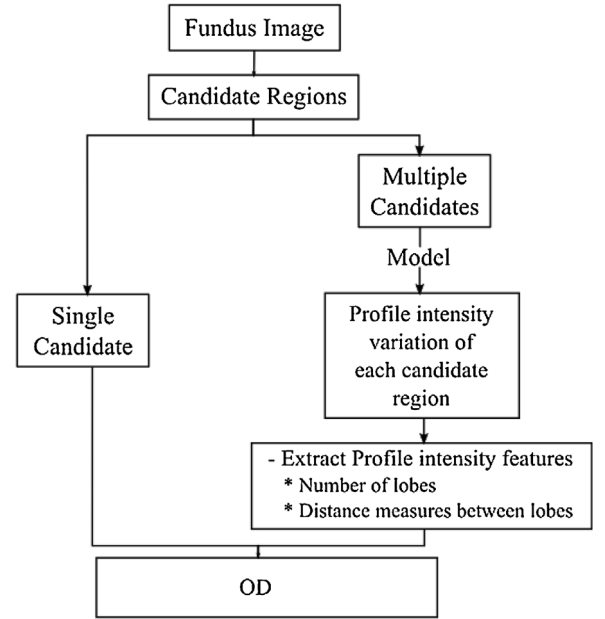 Fundus Image
Candidate Regions
Multiple
Candidates
Model
Single
Candidate
Profile intensity
variation of
each candidate
region
- Extract Profile intensity features
* Number of lobes
* Distance measures between lobes
OD